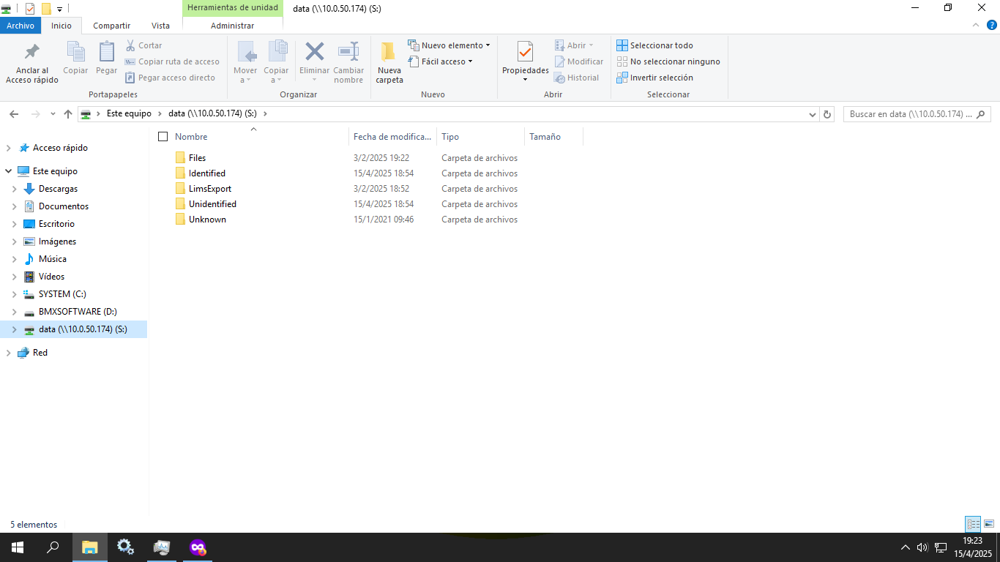 Herramientas de unidad
data (\\10.0.50.174) (S:)
Archivo
Inicio
Compartir
Vista
Administrar
Anclar al
Acceso rápido
Copiar
Pegar
Cortar
Copiar ruta de acceso
Pegar acceso directo
Portapapeles
Mover
a
Copiar
a
Eliminar
Cambiar
nombre
Organizar
Nueva
carpeta
Nuevo elemento
Fácil acceso
Nuevo
Propiedades
Abrir
Modificar
Historial
Abrir
Seleccionar todo
No seleccionar ninguno
Invertir selección
Seleccionar
Este equipo
data (\\10.0.50.174) (S:)
Buscar en data (\\10.0.50.174) ...
Acceso rápido
Este equipo
Descargas
Documentos
Escritorio
Imágenes
Música
Vídeos
SYSTEM (C:)
BMXSOFTWARE (D:)
data (\\10.0.50.174) (S:)
Red
Nombre Fecha de modifica... Tipo Tamaño
Files 3/2/2025 19:22 Carpeta de archivos
Identified 15/4/2025 18:54 Carpeta de archivos
LimsExport 3/2/2025 18:52 Carpeta de archivos
Unidentified 15/4/2025 18:54 Carpeta de archivos
Unknown 15/1/2021 09:46 Carpeta de archivos
5 elementos
19:23
15/4/2025